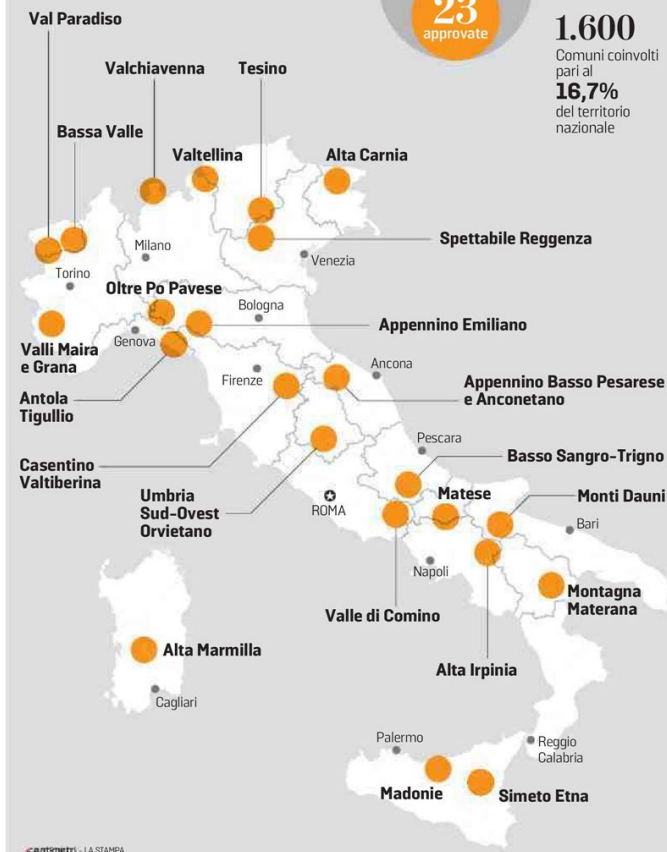 23
approvate
1.600
Comuni coinvolti
pari al
16,7%
del territorio
nazionale
Val Paradiso
Valchiavenna
Tesino
Bassa Valle
Valtellina
Alta Carnia
Milano
Spettabile Reggenza
Venezia
Torino
Oltre Po Pavese
Bologna
Appennino Emiliano
Genova
Valli Maira
e Grana
Ancona
Firenze
Appennino Basso Pesarese
e Anconetano
Antola
Tigullio
Pescara
Basso Sangro-Trigno
Casentino
Valtiberina
Umbria
Sud-Ovest
Orvietano
ROMA
Matese
Monti Dauni
Bari
Napoli
Montagna
Materana
Valle di Comino
Alta Irpinia
Alta Marmilla
Cagliari
Palermo
Reggio
Calabria
Madonie
Simeto Etna
- LA STAMPA